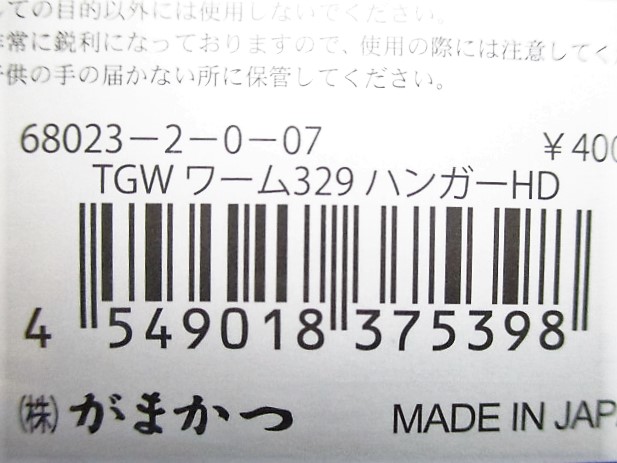 しての目的以外には使用しないでください。
非常に鋭利になっておりますので、使用の際には注意してく
子供の手の届かない所に保管してください。
68023-2-0-07 ¥400
TGW ワーム329 ハンガーHD
4 549018 375398
㈱がまかつ MADE IN JAPA